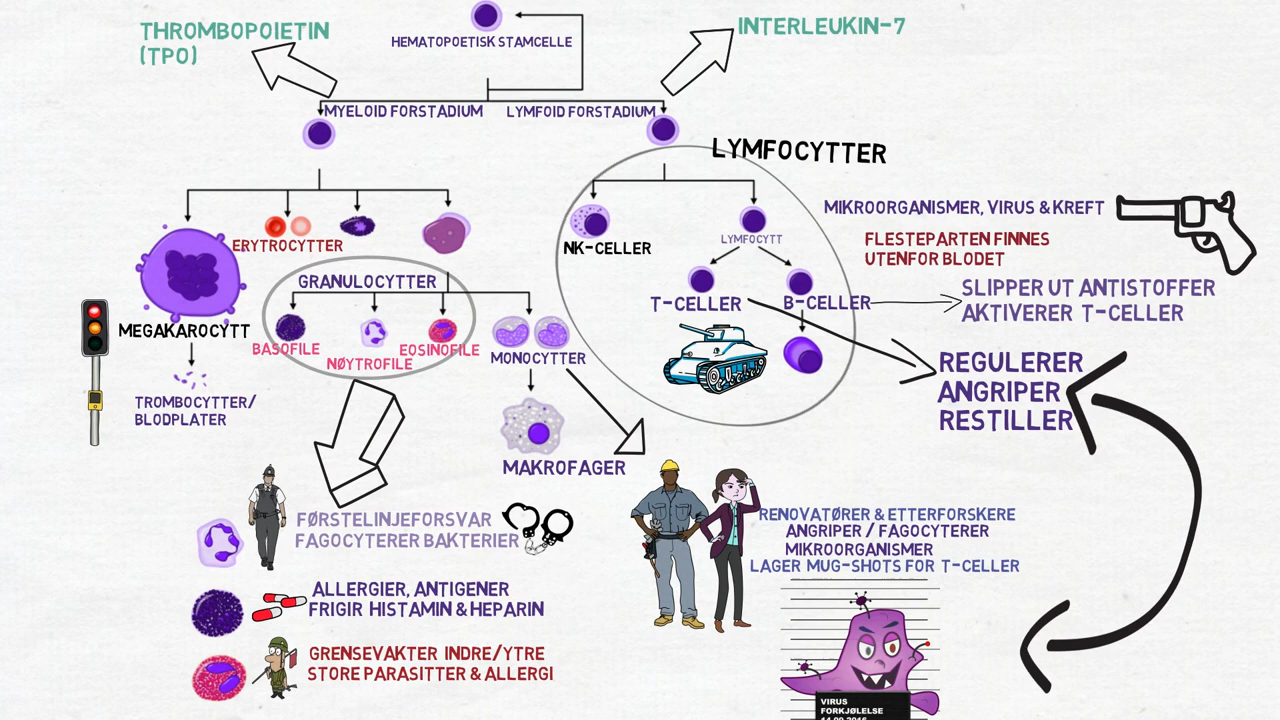 THROMBOPOIETIN
(TPO)
HEMATOPOETISK STAMCELLE
INTERLEUKIN-7
MYELOID FORSTADIUM
LYMFOID FORSTADIUM
LYMFOCYTTER
ERYTROCYTTER
NK-CELLER
LYMFOCYTT
MIKROORGANISMER, VIRUS & KREFT
FLESTEPARTEN FINNES
UTENFOR BLODET
GRANULOCYTTER
T-CELLER
B-CELLER
SLIPPER UT ANTISTOFFER
AKTIVERER T-CELLER
MEGAKAROCYTT
BASOFILE
NØYTROFILE
EOSINOFILE
MONOCYTTER
REGULERER
ANGRIPER
RESTILLER
TROMBOCYTTER/
BLODPLATER
MAKROFAGER
FØRSTELINJEFORSVAR
FAGOCYTERER BAKTERIER
RENOVATØRER & ETTERFORSKERE
ANGRIPER / FAGOCYTERER
MIKROORGANISMER
LAGER MUG-SHOTS FOR T-CELLER
ALLERGIER, ANTIGENER
FRIGIR HISTAMIN & HEPARIN
GRENSEVAKTER INDRE/YTRE
STORE PARASITTER & ALLERGI
VIRUS
FORKJØLELSE
14.09.2016